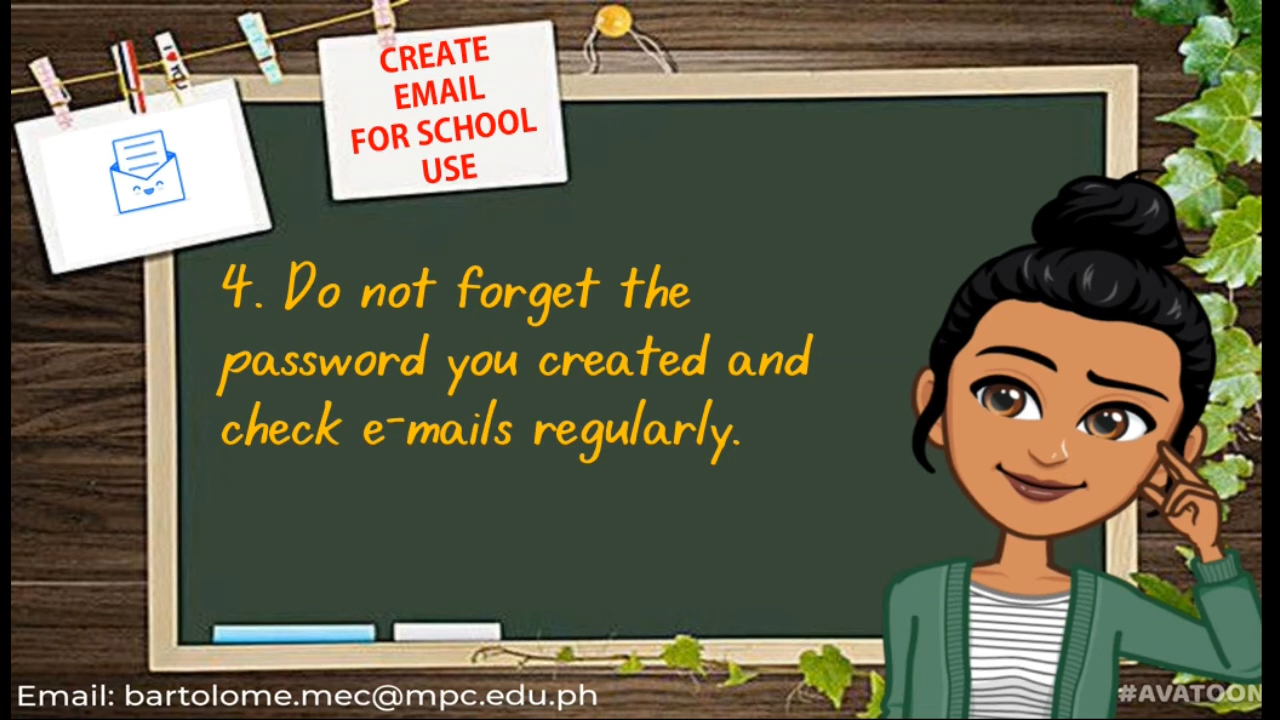 CREATE
EMAIL
FOR SCHOOL
USE
4. Do not forget the
password you created and
check e-mails regularly.
Email: bartolome.mec@mpc.edu.ph
#AVATOON